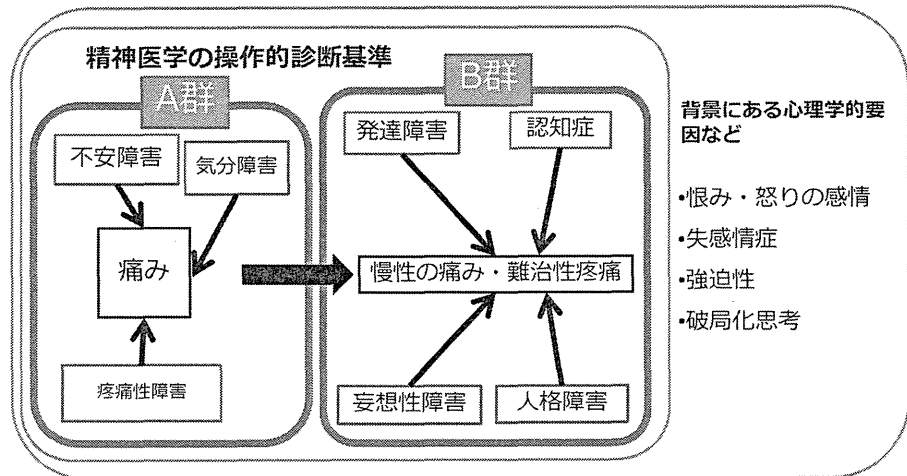 精神医学の操作的診断基準
A群
不安障害
気分障害
痛み
疼痛性障害
B群
発達障害
認知症
慢性の痛み・難治性疼痛
妄想性障害
人格障害
背景にある心理学的要
因など
•恨み・怒りの感情
•失感情症
•強迫性
•破局化思考